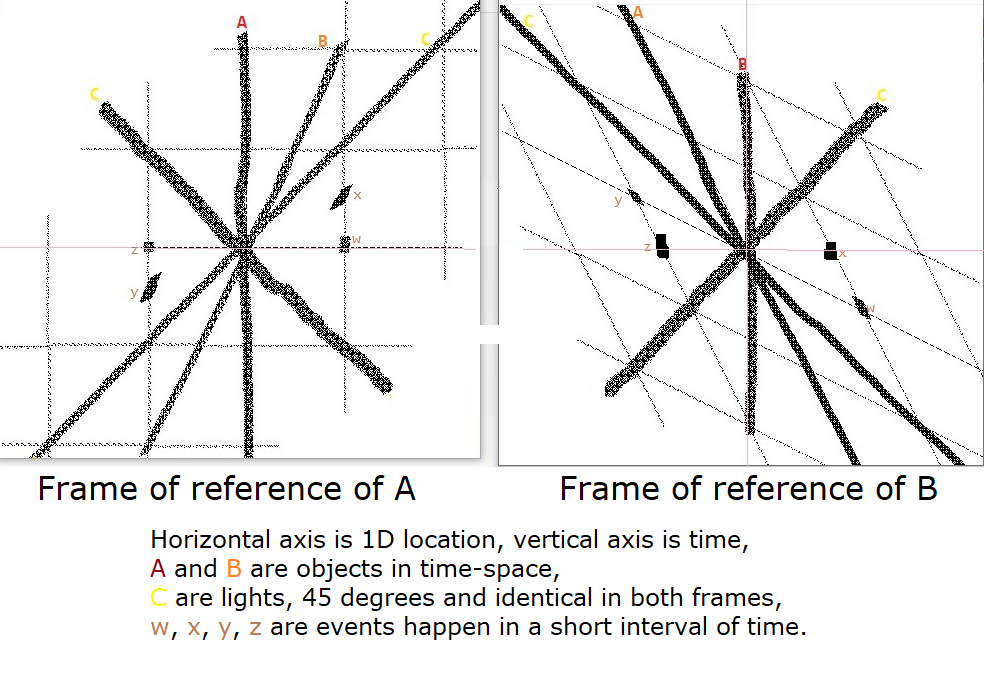 A
B
C
C
x
w
z
y
C
A
B
C
y
z
x
w
Frame of reference of A
Frame of reference of B
Horizontal axis is 1D location, vertical axis is time,
A and B are objects in time-space,
C are lights, 45 degrees and identical in both frames,
w, x, y, z are events happen in a short interval of time.